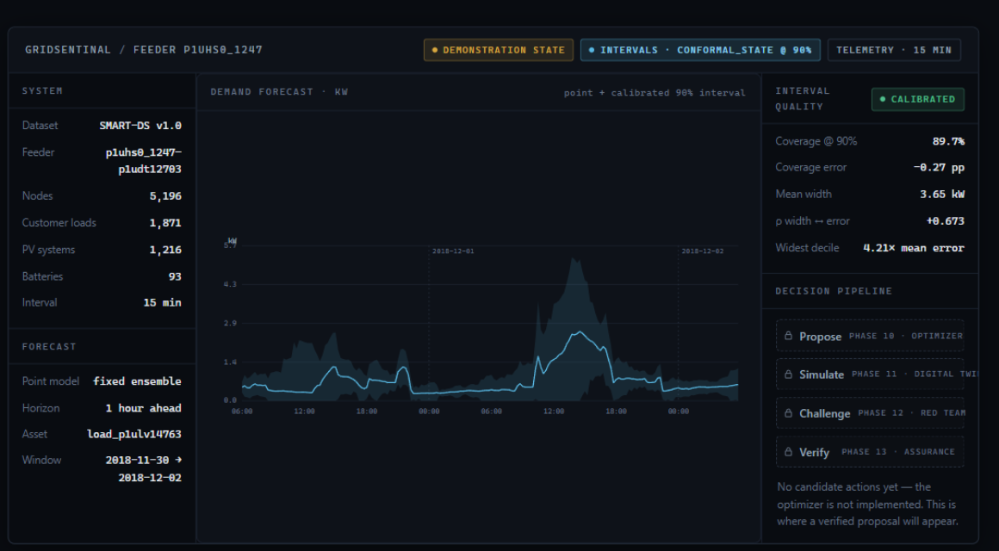 GRIDSENTINAL / FEEDER P1UHS0_1247
DEMONSTRATION STATE
INTERVALS · CONFORMAL_STATE @ 90%
TELEMETRY · 15 MIN
SYSTEM
Dataset SMART-DS v1.0
Feeder p1uhs0_1247-
p1udt12703
Nodes 5,196
Customer loads 1,871
PV systems 1,216
Batteries 93
Interval 15 min
FORECAST
Point model fixed ensemble
Horizon 1 hour ahead
Asset load_p1ulv14763
Window 2018-11-30 →
2018-12-02
DEMAND FORECAST · KW
point + calibrated 90% interval
kW
5.7
2018-12-01
2018-12-02
4.3
2.9
1.4
0.0
06:00 12:00 18:00 00:00 06:00 12:00 18:00 00:00
INTERVAL
QUALITY
CALIBRATED
Coverage @ 90% 89.7%
Coverage error −0.27 pp
Mean width 3.65 kW
ρ width ↔ error +0.673
Widest decile 4.21× mean error
DECISION PIPELINE
Propose PHASE 10 · OPTIMIZER
Simulate PHASE 11 · DIGITAL TWI
Challenge PHASE 12 · RED TEAM
Verify PHASE 13 · ASSURANCE
No candidate actions yet — the
optimizer is not implemented. This is
where a verified proposal will appear.